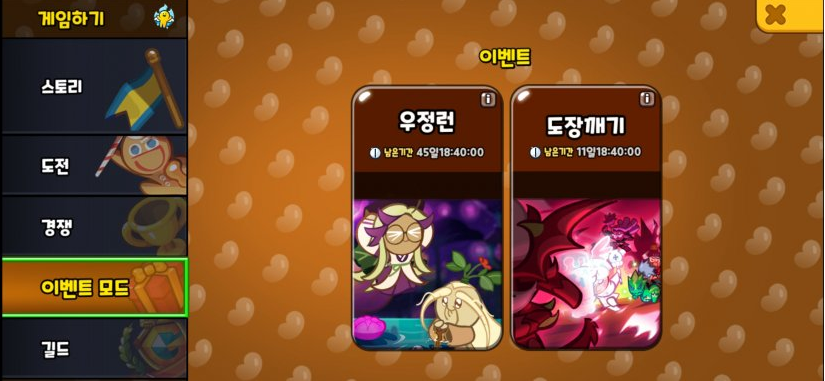 게임하기
스토리
도전
경쟁
이벤트 모드
길드
이벤트
우정런
남은기간 45일18:40:00
도장깨기
남은기간 11일18:40:00